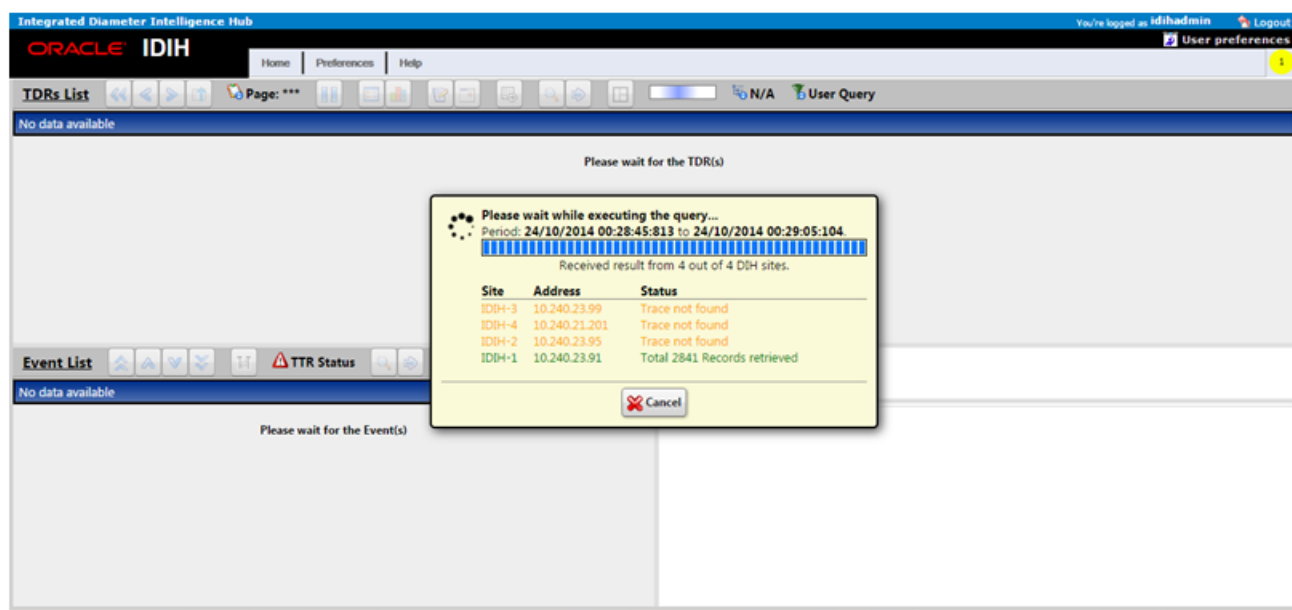 Integrated Diameter Intelligence Hub You're logged as idihadmin Logout
ORACLE IDIH User preferences
Home Preferences Help 1
TDRs List Page: *** N/A User Query
No data available
Please wait for the TDR(s)
Please wait while executing the query...
Period: 24/10/2014 00:28:45:813 to 24/10/2014 00:29:05:104.
Received result from 4 out of 4 DIH sites.
Site Address Status
IDIH-3 10.240.23.99 Trace not found
IDIH-4 10.240.21.201 Trace not found
IDIH-2 10.240.23.95 Trace not found
IDIH-1 10.240.23.91 Total 2841 Records retrieved
Cancel
Event List TTR Status
No data available
Please wait for the Event(s)